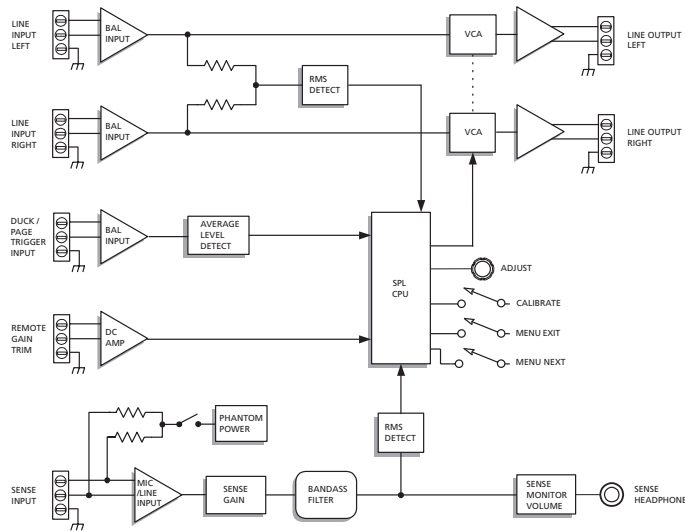 LINE
INPUT
LEFT
BAL
INPUT
VCA
LINE OUTPUT
LEFT
RMS
DETECT
LINE
INPUT
RIGHT
BAL
INPUT
VCA
LINE OUTPUT
RIGHT
DUCK /
PAGE
TRIGGER
INPUT
BAL
INPUT
AVERAGE
LEVEL
DETECT
SPL
CPU
ADJUST
CALIBRATE
MENU EXIT
MENU NEXT
REMOTE
GAIN
TRIM
DC
AMP
PHANTOM
POWER
RMS
DETECT
SENSE
INPUT
MIC
/LINE
INPUT
SENSE
GAIN
BANDASS
FILTER
SENSE
MONITOR
VOLUME
SENSE
HEADPHONE